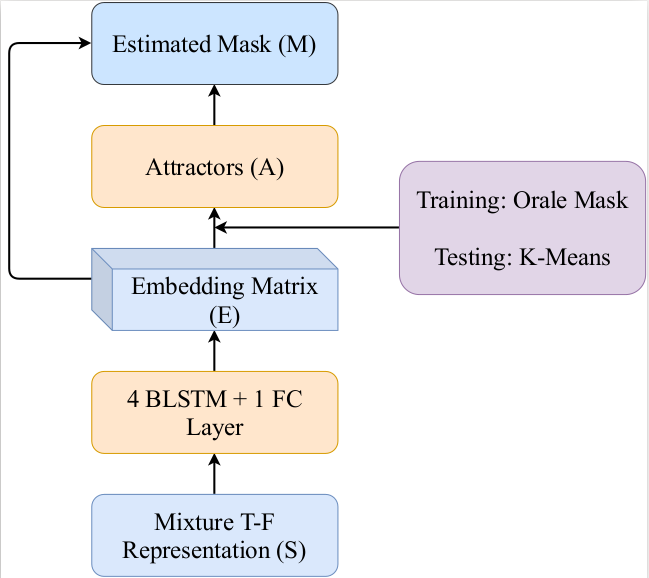 Estimated Mask (M)
Attractors (A)
Training: Orale Mask
Testing: K-Means
Embedding Matrix
(E)
4 BLSTM + 1 FC
Layer
Mixture T-F
Representation (S)